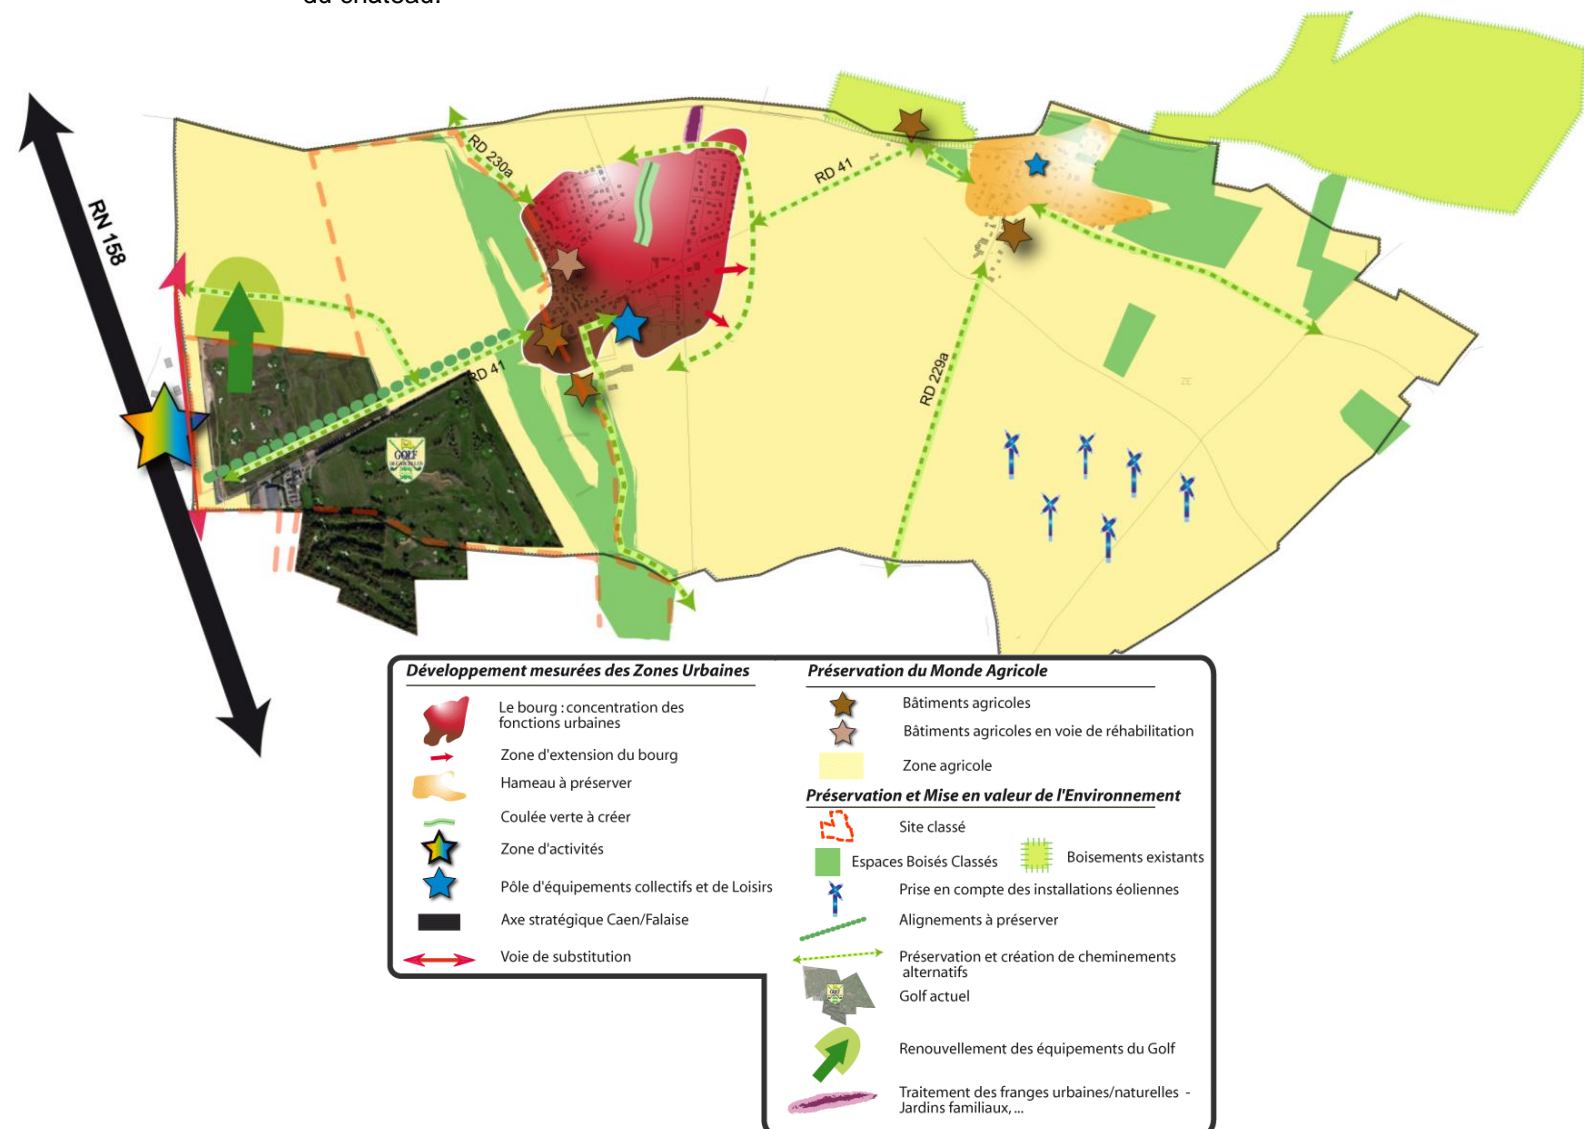 du château.
RD 230a
RD 41
RN 158
RD 41
RD 229a
GOLF
Développement mesurées des Zones Urbaines
Le bourg : concentration des
fonctions urbaines
Zone d'extension du bourg
Hameau à préserver
Coulée verte à créer
Zone d'activités
Pôle d'équipements collectifs et de Loisirs
Axe stratégique Caen/Falaise
Voie de substitution
Préservation du Monde Agricole
Bâtiments agricoles
Bâtiments agricoles en voie de réhabilitation
Zone agricole
Préservation et Mise en valeur de l'Environnement
Site classé
Espaces Boisés Classés
Boisements existants
Prise en compte des installations éoliennes
Alignements à préserver
Préservation et création de cheminements
alternatifs
Golf actuel
Renouvellement des équipements du Golf
Traitement des franges urbaines/naturelles -
Jardins familiaux, ...